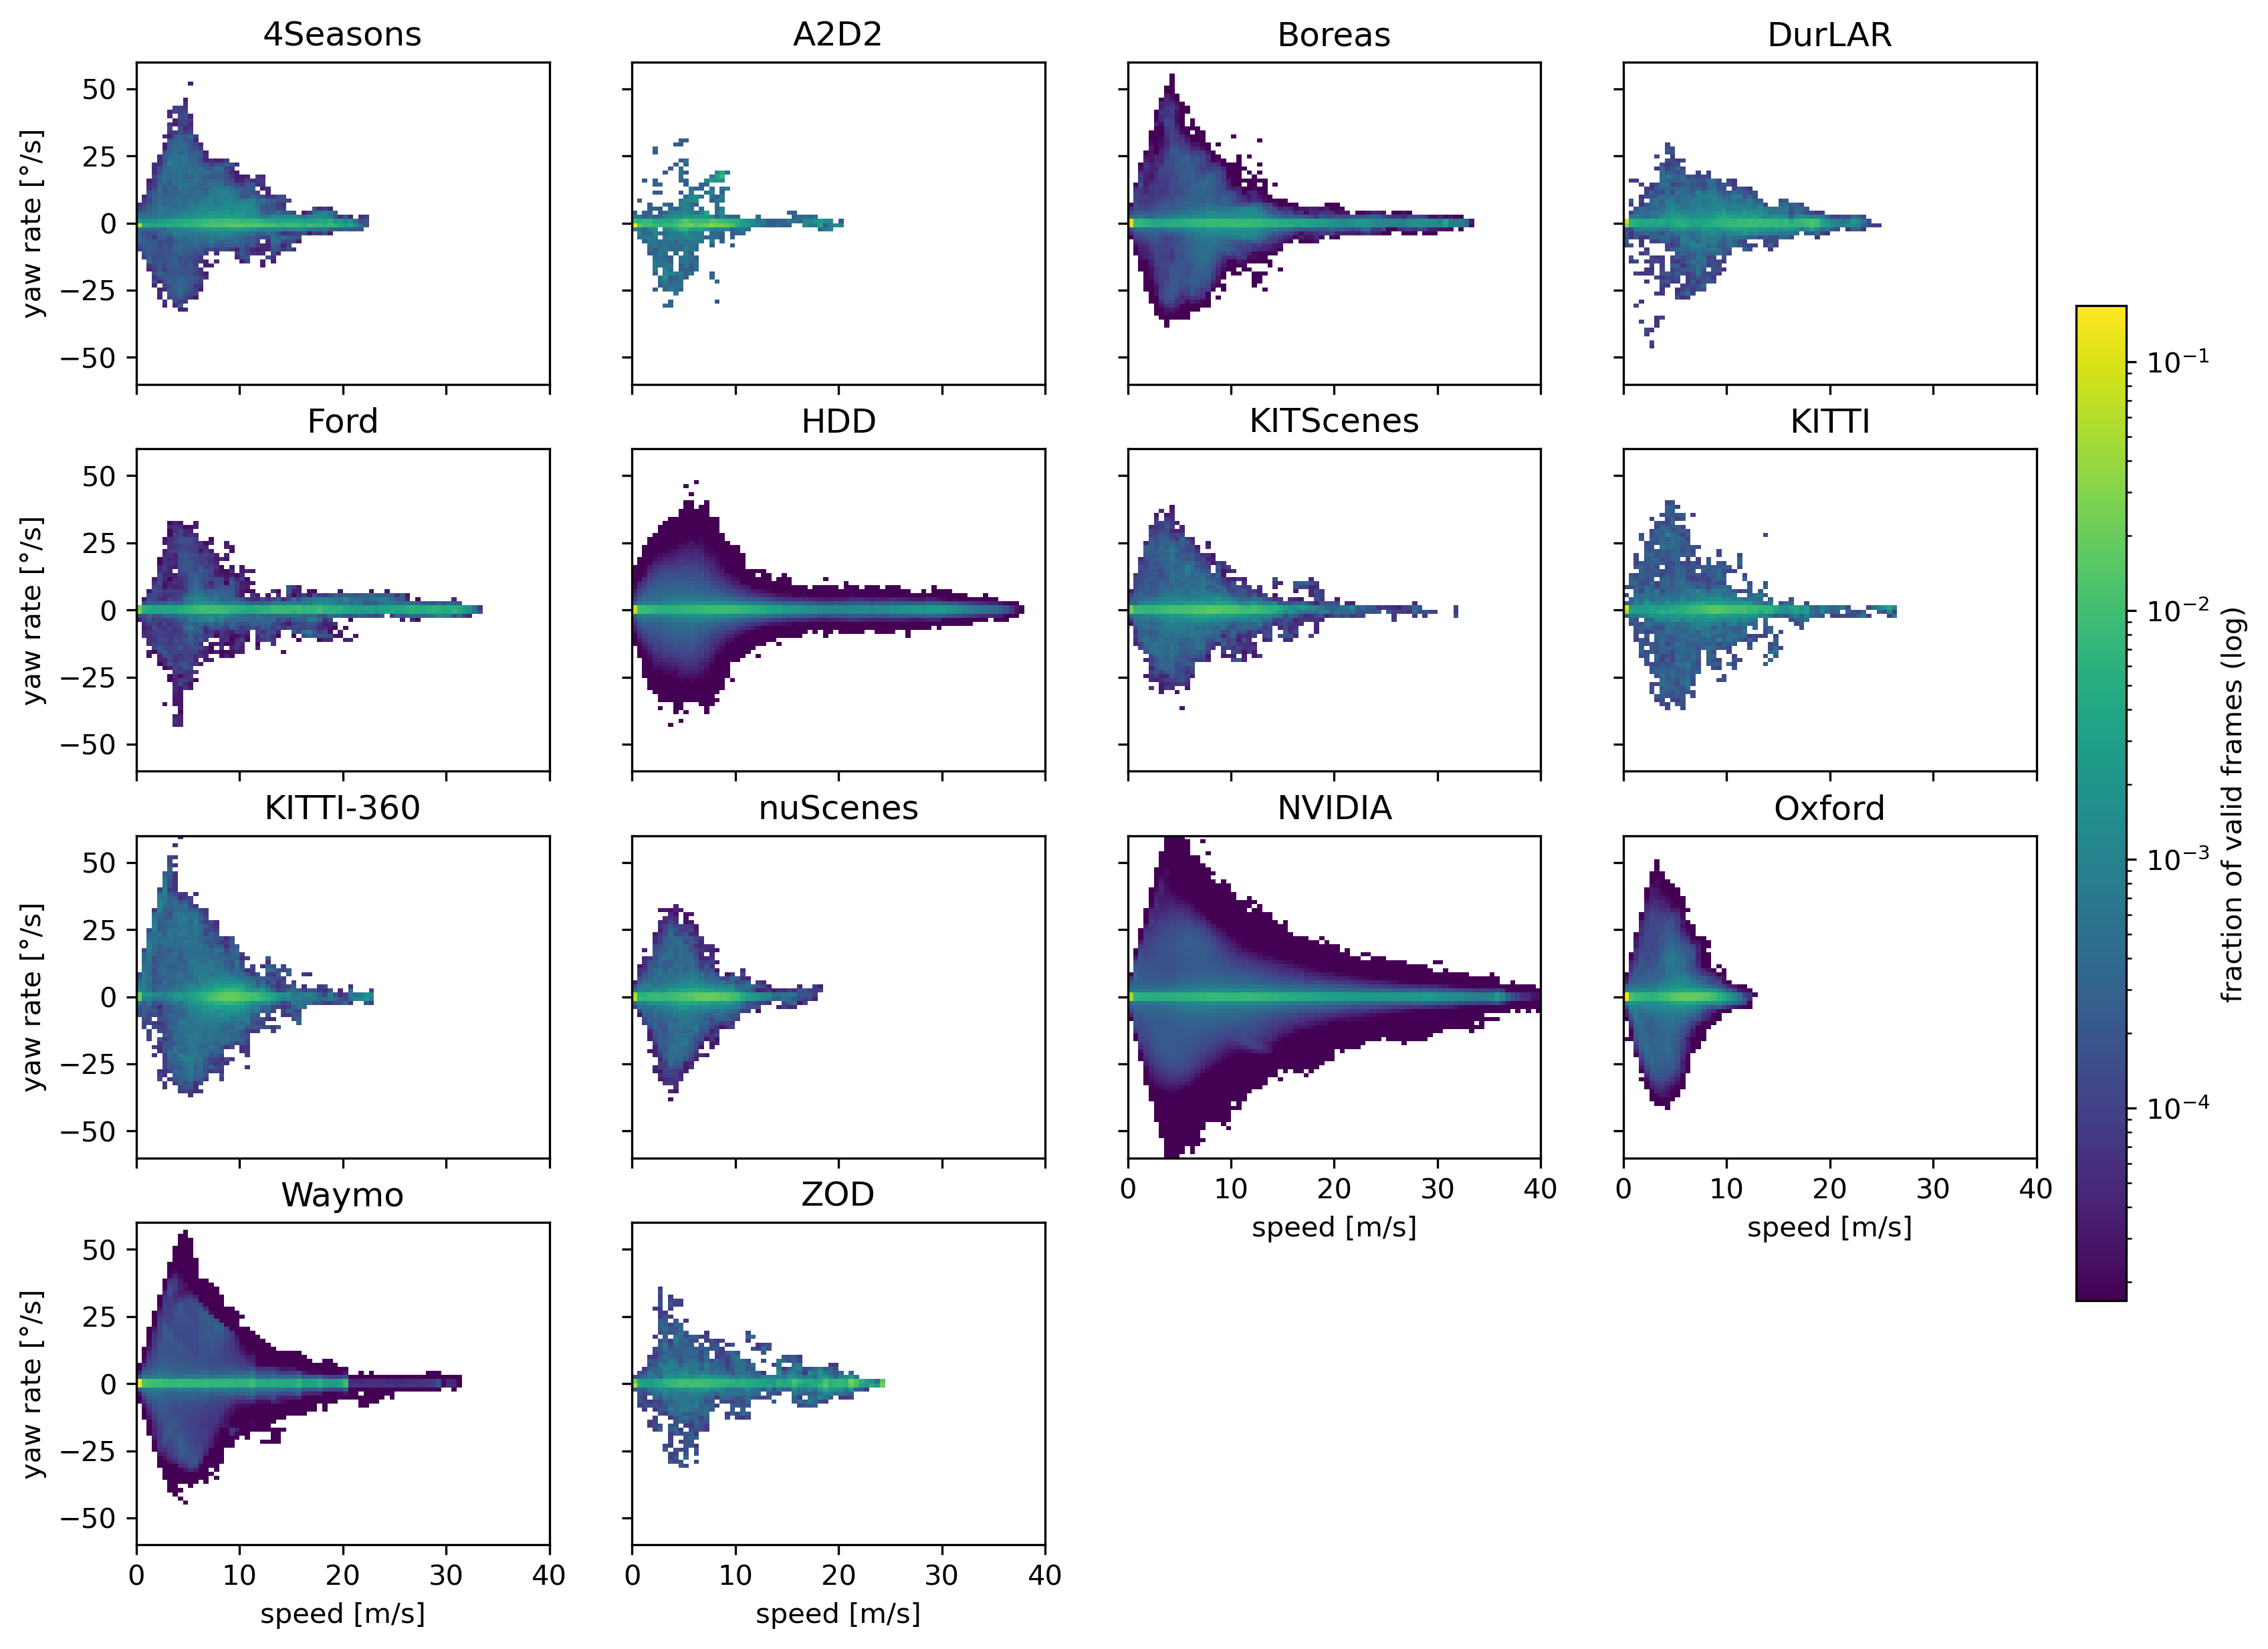 4Seasons
A2D2
Boreas
DurLAR
50
25
0
−25
−50
yaw rate [°/s]
Ford
HDD
KITScenes
KITTI
50
25
0
−25
−50
yaw rate [°/s]
KITTI-360
nuScenes
NVIDIA
Oxford
50
25
0
−25
−50
yaw rate [°/s]
0 10 20 30 40
speed [m/s]
0 10 20 30 40
speed [m/s]
Waymo
ZOD
50
25
0
−25
−50
yaw rate [°/s]
0 10 20 30 40
speed [m/s]
0 10 20 30 40
speed [m/s]
10⁻¹
10⁻²
10⁻³
10⁻⁴
fraction of valid frames (log)